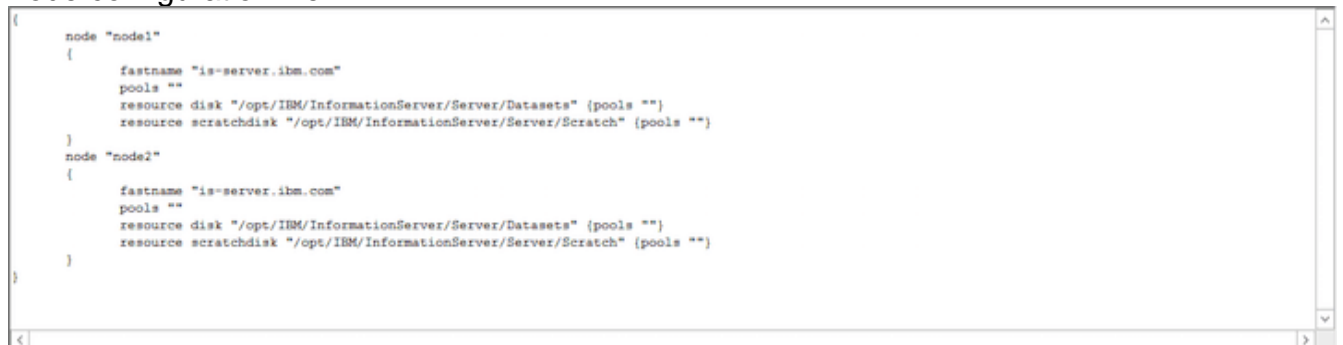 {
node "node1"
{
fastname "is-server.ibm.com"
pools ""
resource disk "/opt/IBM/InformationServer/Server/Datasets" {pools ""}
resource scratchdisk "/opt/IBM/InformationServer/Server/Scratch" {pools ""}
}
node "node2"
{
fastname "is-server.ibm.com"
pools ""
resource disk "/opt/IBM/InformationServer/Server/Datasets" {pools ""}
resource scratchdisk "/opt/IBM/InformationServer/Server/Scratch" {pools ""}
}
}